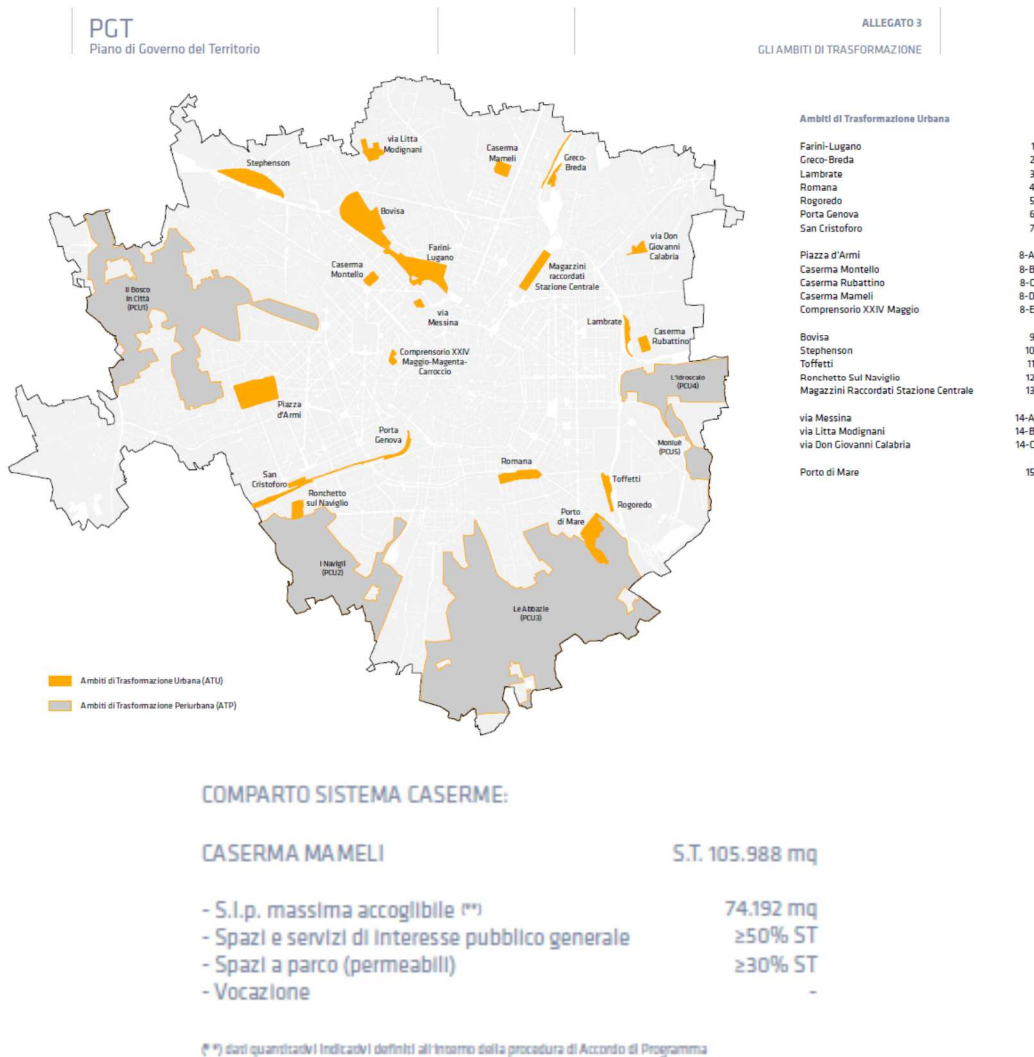 PGT
Piano di Governo del Territorio
ALLEGATO 3
GLI AMBITI DI TRASFORMAZIONE
Ambiti di Trasformazione Urbana
Farini-Lugano 1
Greco-Breda 2
Lambrate 3
Romana 4
Rogoredo 5
Porta Genova 6
San Cristoforo 7
Piazza d'Armi 8-A
Caserma Montello 8-B
Caserma Rubattino 8-C
Caserma Mameli 8-D
Comprensorio XXIV Maggio 8-E
Bovisa 9
Stephenson 10
Toffetti 11
Ronchetto Sul Naviglio 12
Magazzini Raccordati Stazione Centrale 13
via Messina 14-A
via Litta Modignani 14-B
via Don Giovanni Calabria 14-C
Porto di Mare 15
via Litta
Modignani
Stephenson
Caserma
Mameli
Greco-
Breda
Bovisa
Farini-
Lugano
via Don
Giovanni
Calabria
Caserma
Montello
Magazzini
raccordati
Stazione Centrale
Il Bosco
in Città
(PCU1)
via
Messina
Lambrate
Caserma
Rubattino
Comprensorio XXIV
Maggio-Magenta-
Carroccio
L'Idroscalo
(PCU4)
Piazza
d'Armi
Porta
Genova
Monluè
(PCU5)
San
Cristoforo
Romana
Toffetti
Ronchetto
sul Naviglio
Rogoredo
Porto
di Mare
I Navigli
(PCU2)
Le Abbazie
(PCU3)
Ambiti di Trasformazione Urbana (ATU)
Ambiti di Trasformazione Periurbana (ATP)
COMPARTO SISTEMA CASERME:
CASERMA MAMELI S.T. 105.988 mq
- S.l.p. massima accoglibile (**) 74.192 mq
- Spazi e servizi di interesse pubblico generale ≥50% ST
- Spazi a parco (permeabili) ≥30% ST
- Vocazione -
(**) dati quantitativi indicativi definiti all'interno della procedura di Accordo di Programma